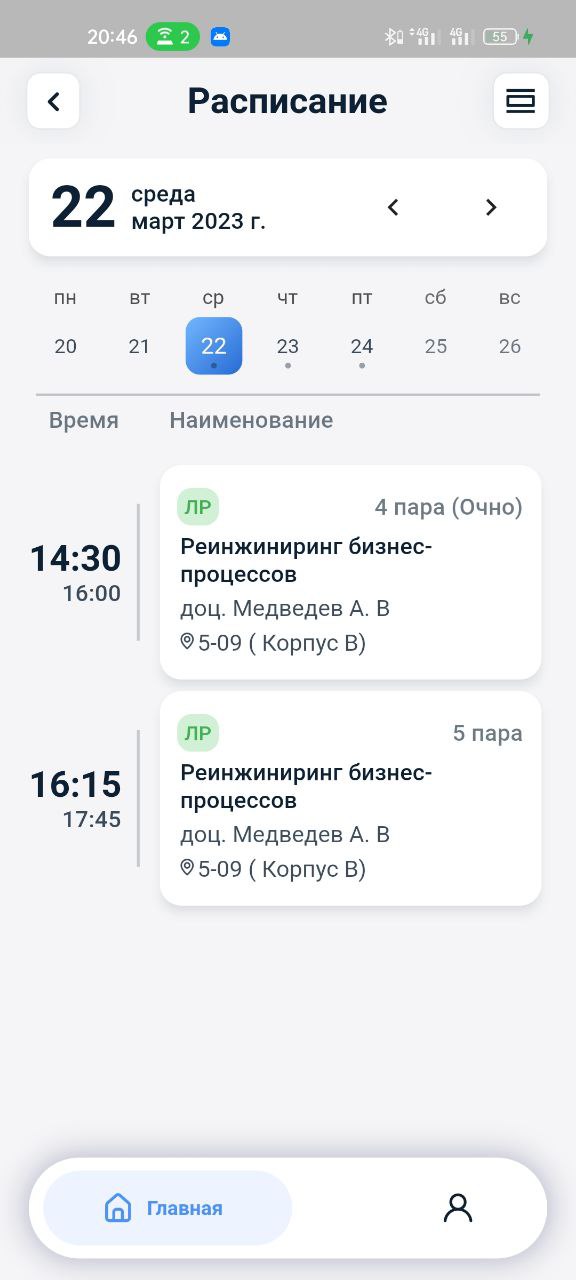 20:46 2 4G 4G 55
Расписание
22 среда
март 2023 г.
пн вт ср чт пт сб вс
20 21 22 23 24 25 26
Время Наименование
ЛР 4 пара (Очно)
14:30
16:00
Реинжиниринг бизнес-
процессов
доц. Медведев А. В
5-09 ( Корпус В)
ЛР 5 пара
16:15
17:45
Реинжиниринг бизнес-
процессов
доц. Медведев А. В
5-09 ( Корпус В)
Главная